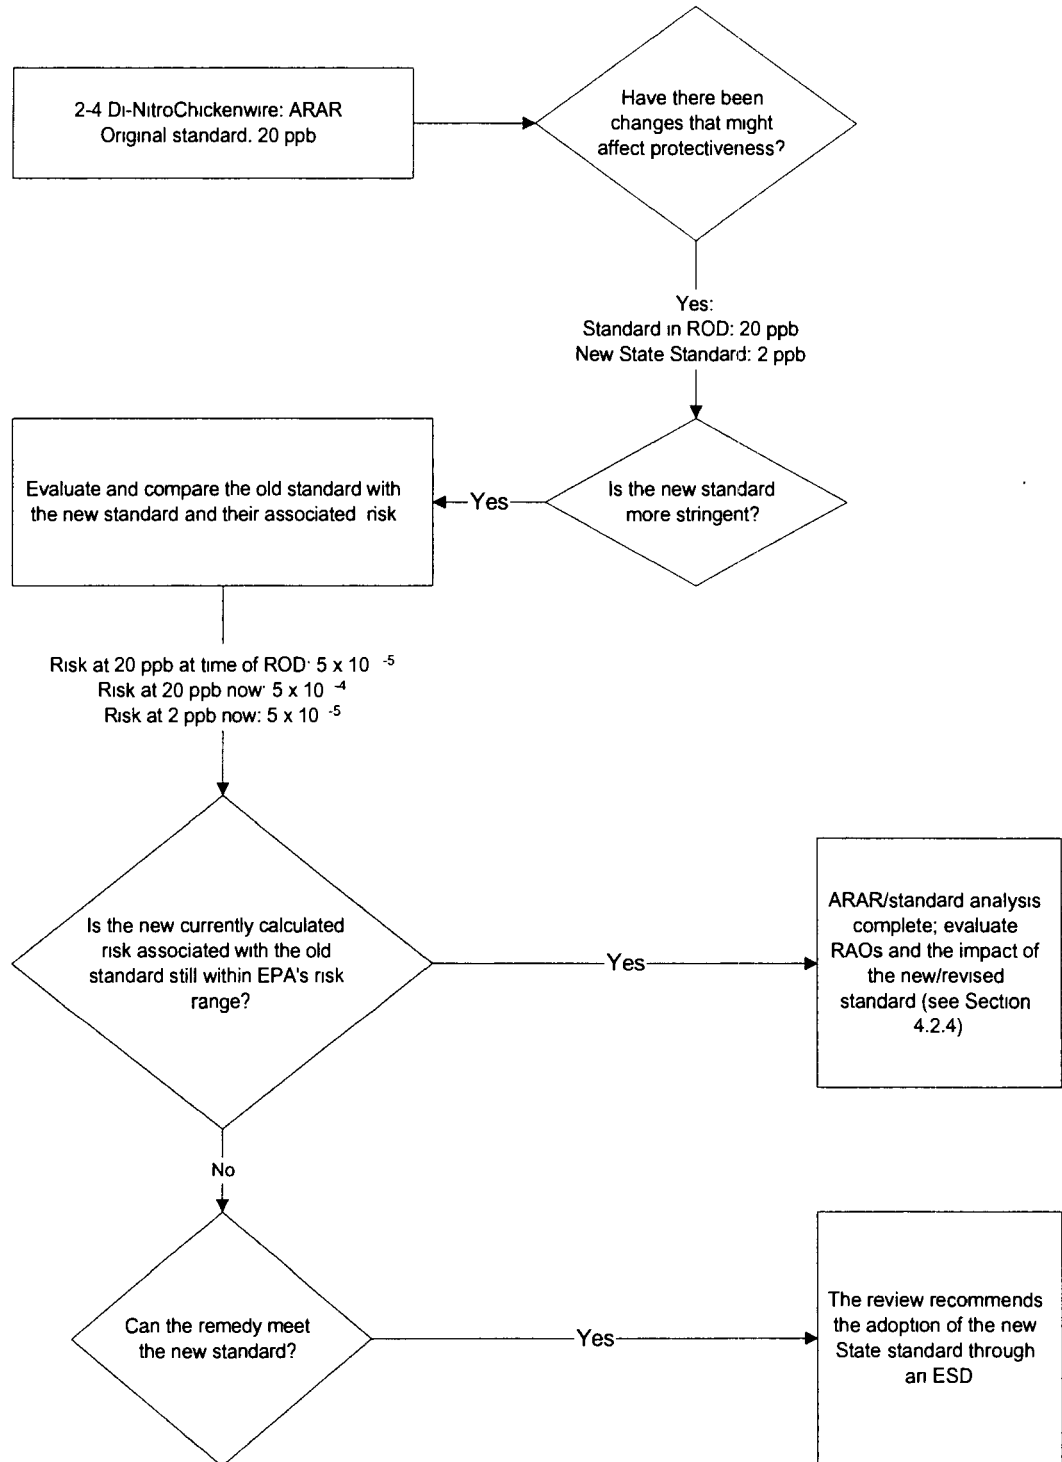 2-4 Di-NitroChickenwire: ARAR
Original standard. 20 ppb
Have there been
changes that might
affect protectiveness?
Yes:
Standard in ROD: 20 ppb
New State Standard: 2 ppb
Evaluate and compare the old standard with
the new standard and their associated risk
Yes
Is the new standard
more stringent?
Risk at 20 ppb at time of ROD: 5 x 10 -5
Risk at 20 ppb now: 5 x 10 -4
Risk at 2 ppb now: 5 x 10 -5
Is the new currently calculated
risk associated with the old
standard still within EPA's risk
range?
Yes
ARAR/standard analysis
complete; evaluate
RAOs and the impact of
the new/revised
standard (see Section
4.2.4)
No
Can the remedy meet
the new standard?
Yes
The review recommends
the adoption of the new
State standard through
an ESD